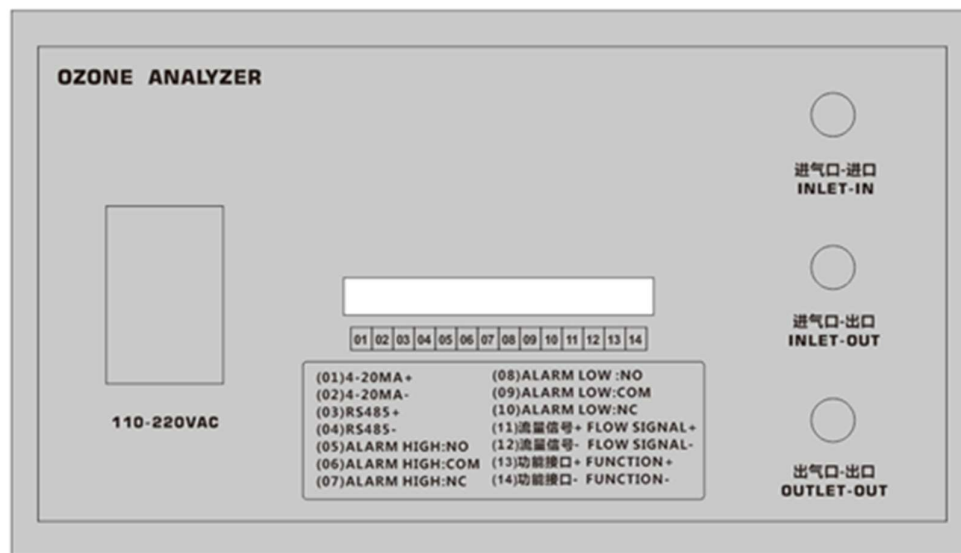 OZONE ANALYZER
进气口-进口
INLET-IN
进气口-出口
INLET-OUT
出气口-出口
OUTLET-OUT
110-220VAC
01 02 03 04 05 06 07 08 09 10 11 12 13 14
(01)4-20MA+
(02)4-20MA-
(03)RS485+
(04)RS485-
(05)ALARM HIGH:NO
(06)ALARM HIGH:COM
(07)ALARM HIGH:NC
(08)ALARM LOW :NO
(09)ALARM LOW:COM
(10)ALARM LOW:NC
(11)流量信号+ FLOW SIGNAL+
(12)流量信号- FLOW SIGNAL-
(13)功能接口+ FUNCTION+
(14)功能接口- FUNCTION-